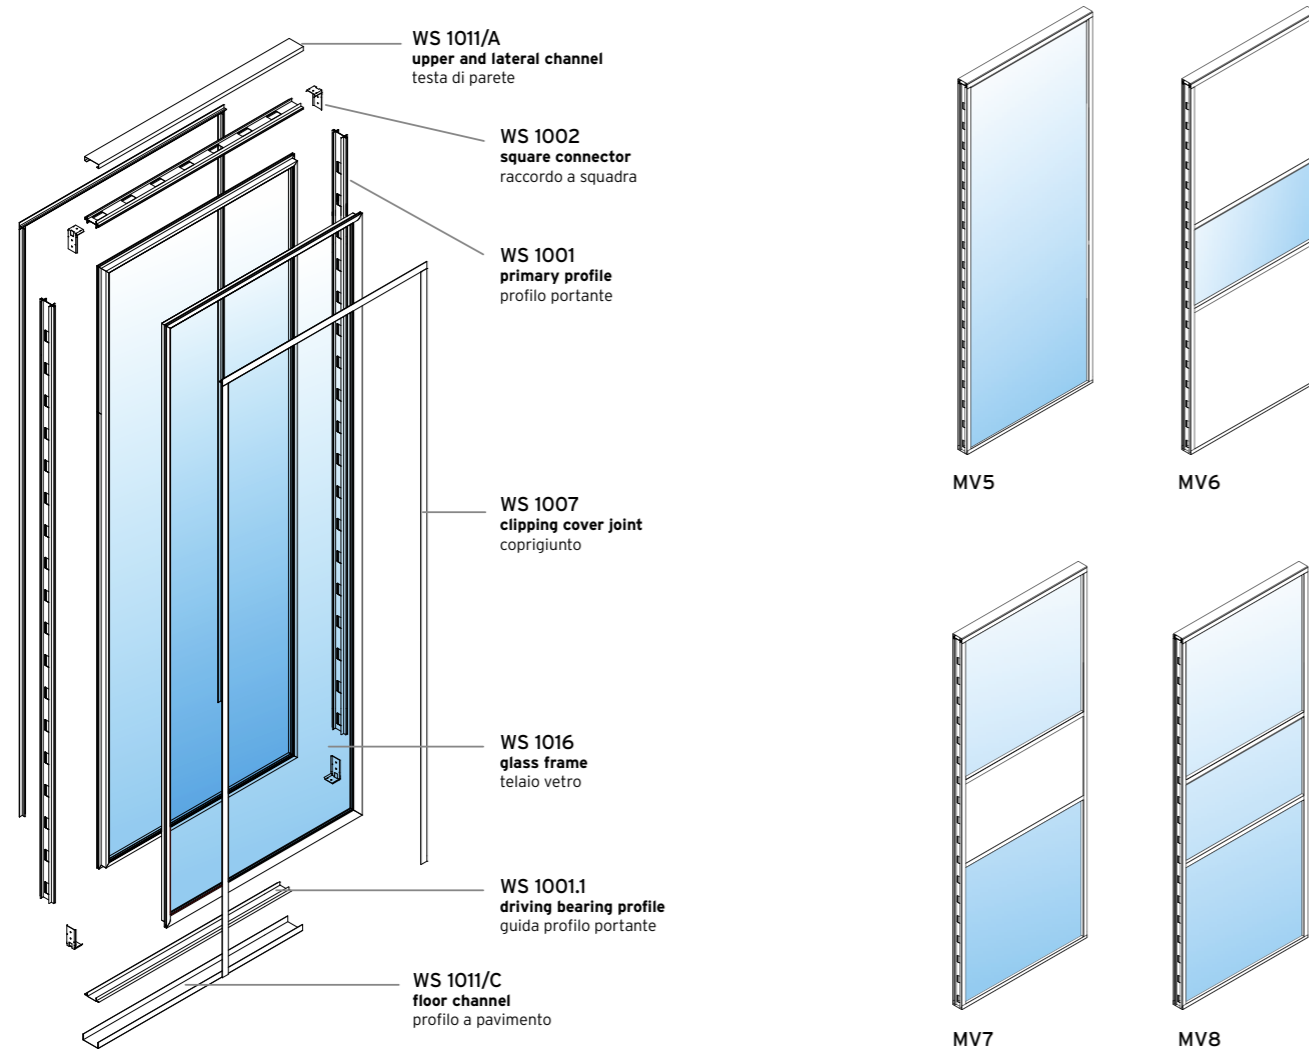 WS 1011/A
upper and lateral channel
testa di parete
WS 1002
square connector
raccordo a squadra
WS 1001
primary profile
profilo portante
WS 1007
clipping cover joint
coprigiunto
WS 1016
glass frame
telaio vetro
WS 1001.1
driving bearing profile
guida profilo portante
WS 1011/C
floor channel
profilo a pavimento
MV5
MV6
MV7
MV8